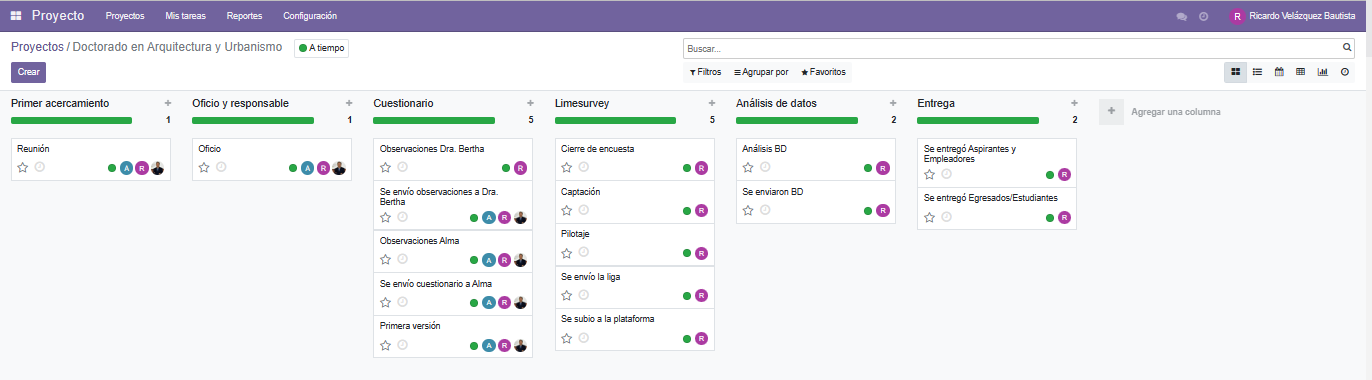 Proyecto Proyectos Mis tareas Reportes Configuración R Ricardo Velázquez Bautista
Proyectos / Doctorado en Arquitectura y Urbanismo A tiempo
Buscar...
Crear
Filtros Agrupar por Favoritos
Primer acercamiento +
1
Reunión
A R
Oficio y responsable +
1
Oficio
A R
Cuestionario +
5
Observaciones Dra. Bertha
R
Se envío observaciones a Dra.
Bertha
A R
Observaciones Alma
A R
Se envío cuestionario a Alma
A R
Primera versión
A R
Limesurvey +
5
Cierre de encuesta
R
Captación
R
Pilotaje
R
Se envío la liga
R
Se subio a la plataforma
R
Análisis de datos +
2
Análisis BD
R
Se enviaron BD
R
Entrega +
2
Se entregó Aspirantes y
Empleadores
R
Se entregó Egresados/Estudiantes
R
+ Agregar una columna